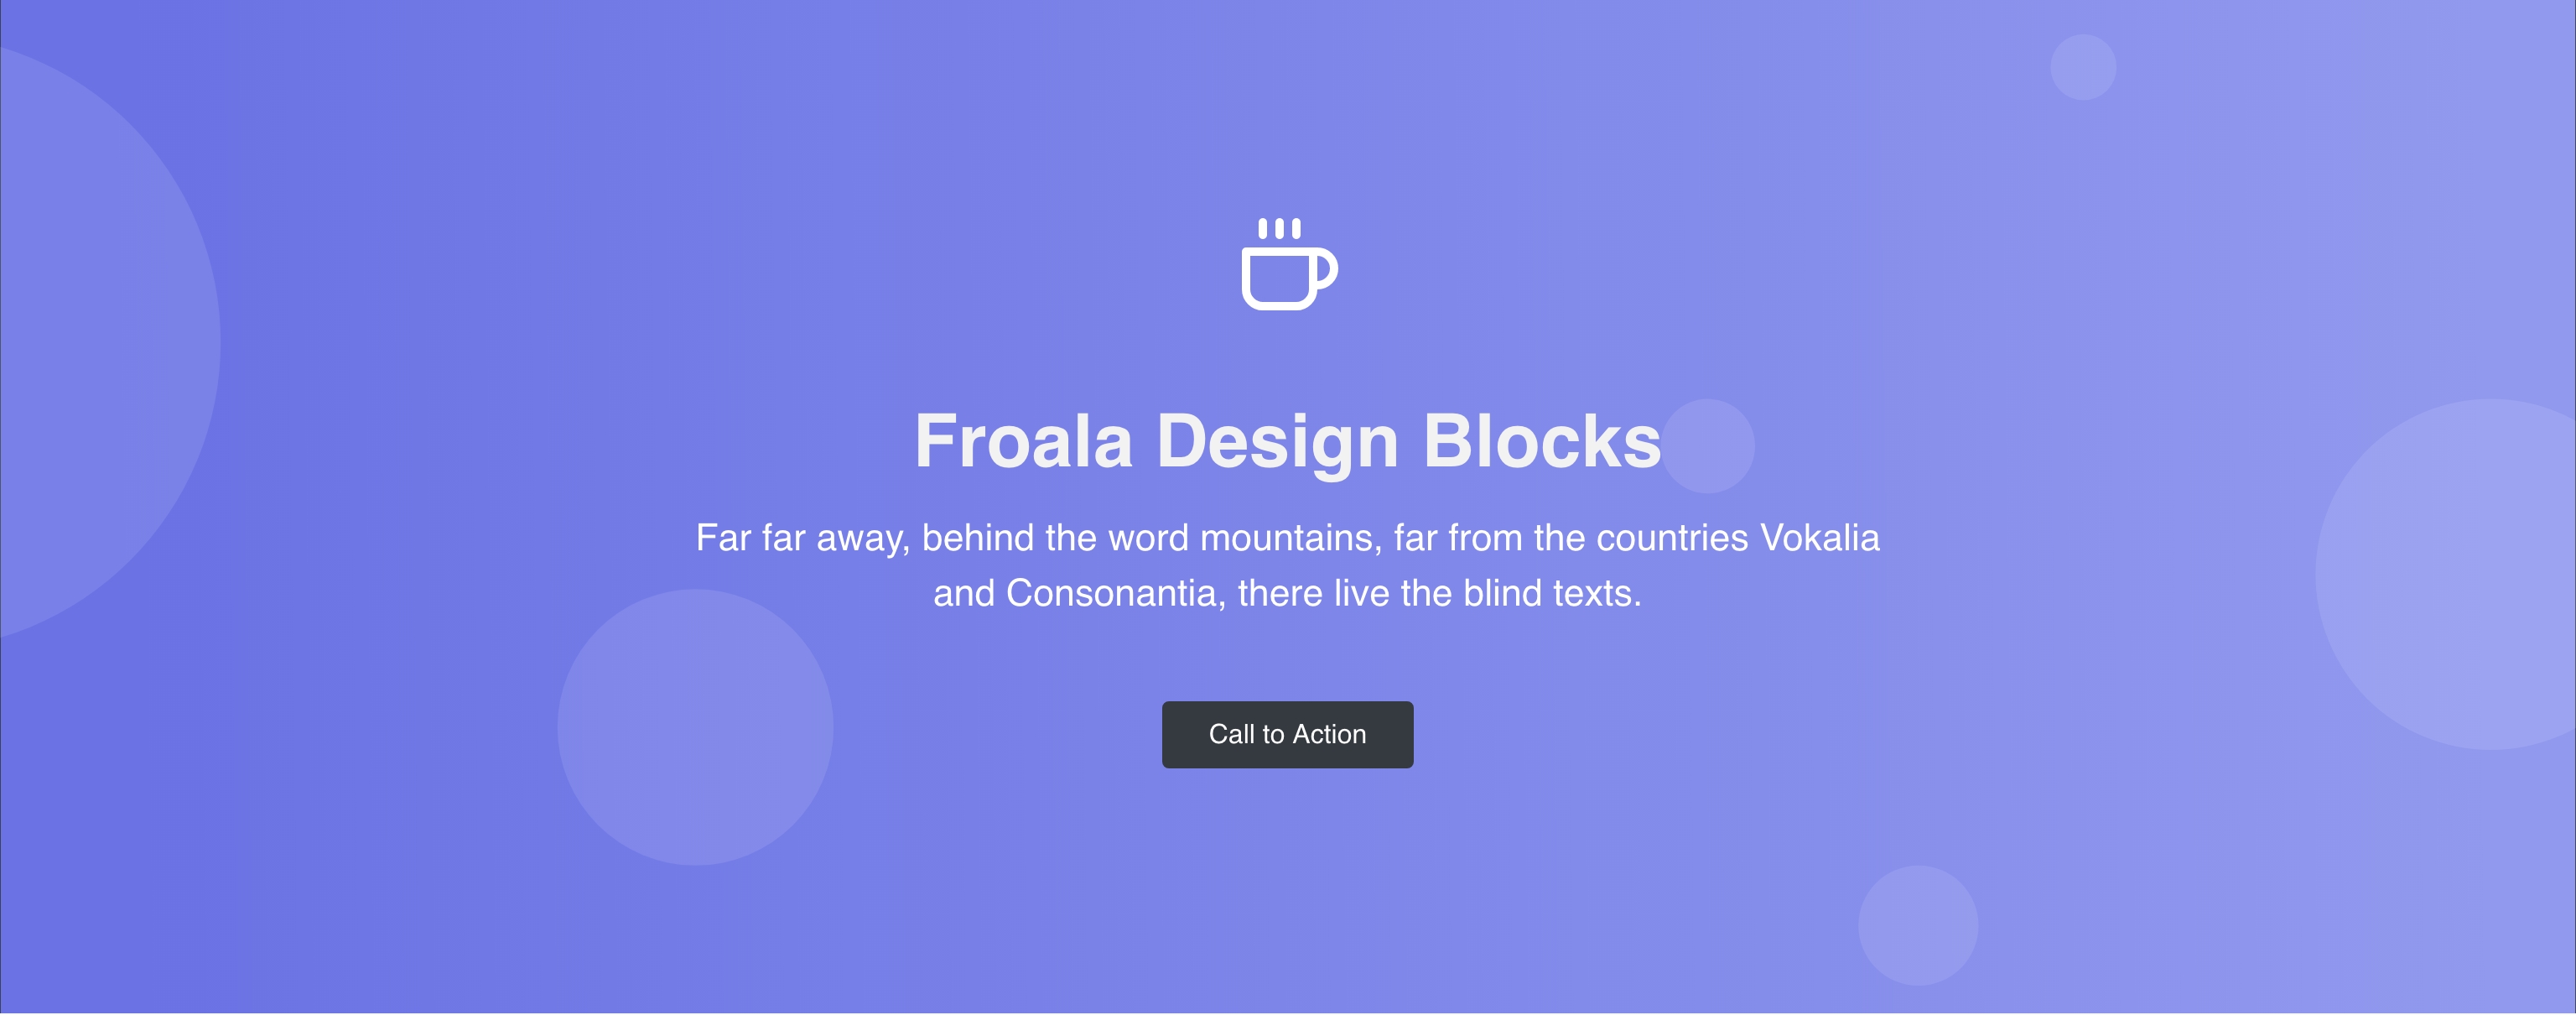 Froala Design Blocks
Far far away, behind the word mountains, far from the countries Vokalia
and Consonantia, there live the blind texts.
Call to Action